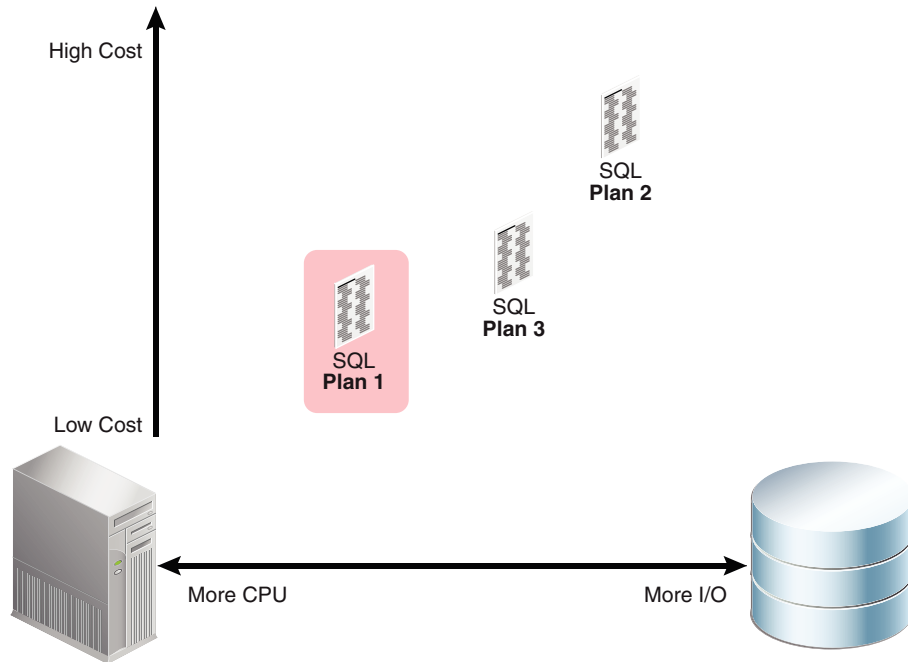 High Cost
SQL
Plan 2
SQL
Plan 3
SQL
Plan 1
Low Cost
More CPU
More I/O